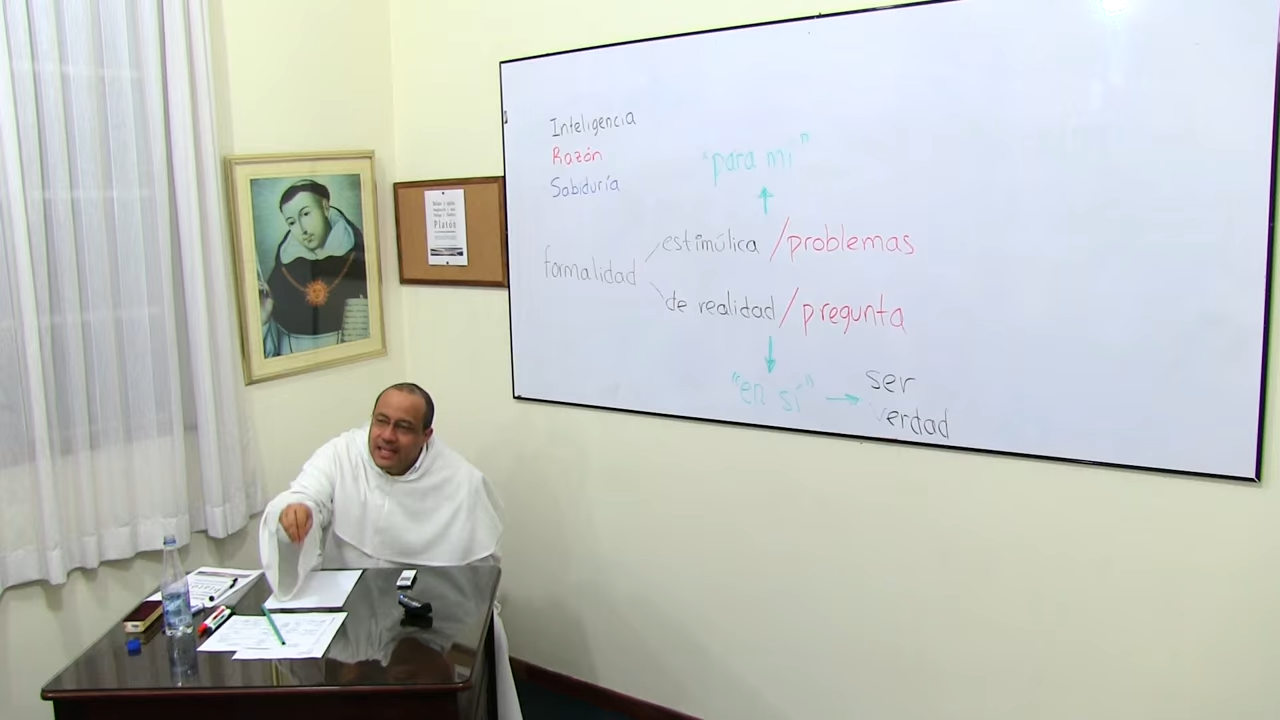 Inteligencia
Razón
Sabiduría
"para mí"
estimúlica / problemas
formalidad
de realidad / pregunta
"en sí" → ser
verdad
Platón